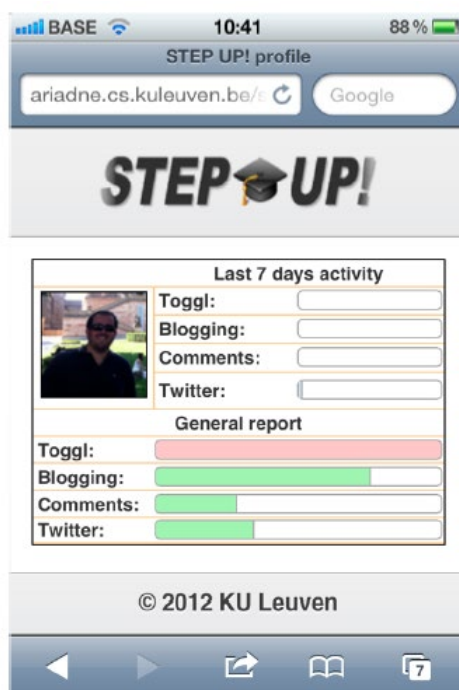 BASE 10:41 88 %
STEP UP! profile
ariadne.cs.kuleuven.be/ Google
STEP UP!
Last 7 days activity
Toggl:
Blogging:
Comments:
Twitter:
General report
Toggl:
Blogging:
Comments:
Twitter:
© 2012 KU Leuven
7